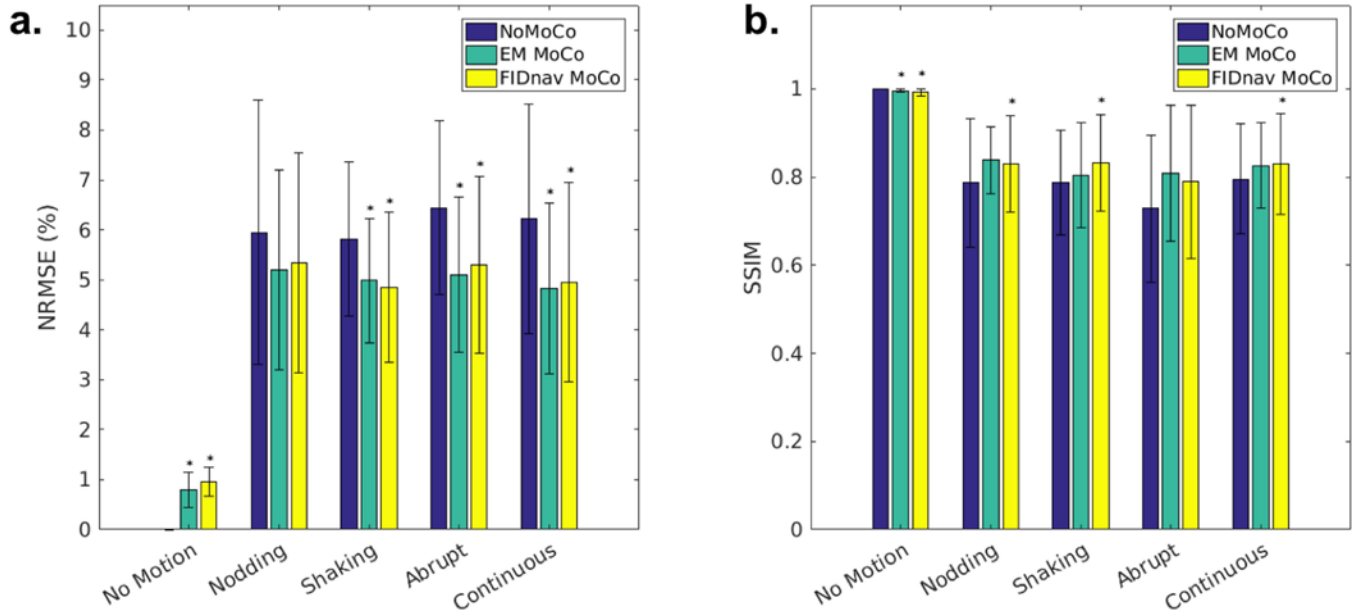 a.
NRMSE (%)
10
9
8
7
6
5
4
3
2
1
0
NoMoCo
EM MoCo
FIDnav MoCo
* * * * * * * *
No Motion
Nodding
Shaking
Abrupt
Continuous
b.
SSIM
1
0.8
0.6
0.4
0.2
0
NoMoCo
EM MoCo
FIDnav MoCo
* * * * *
No Motion
Nodding
Shaking
Abrupt
Continuous